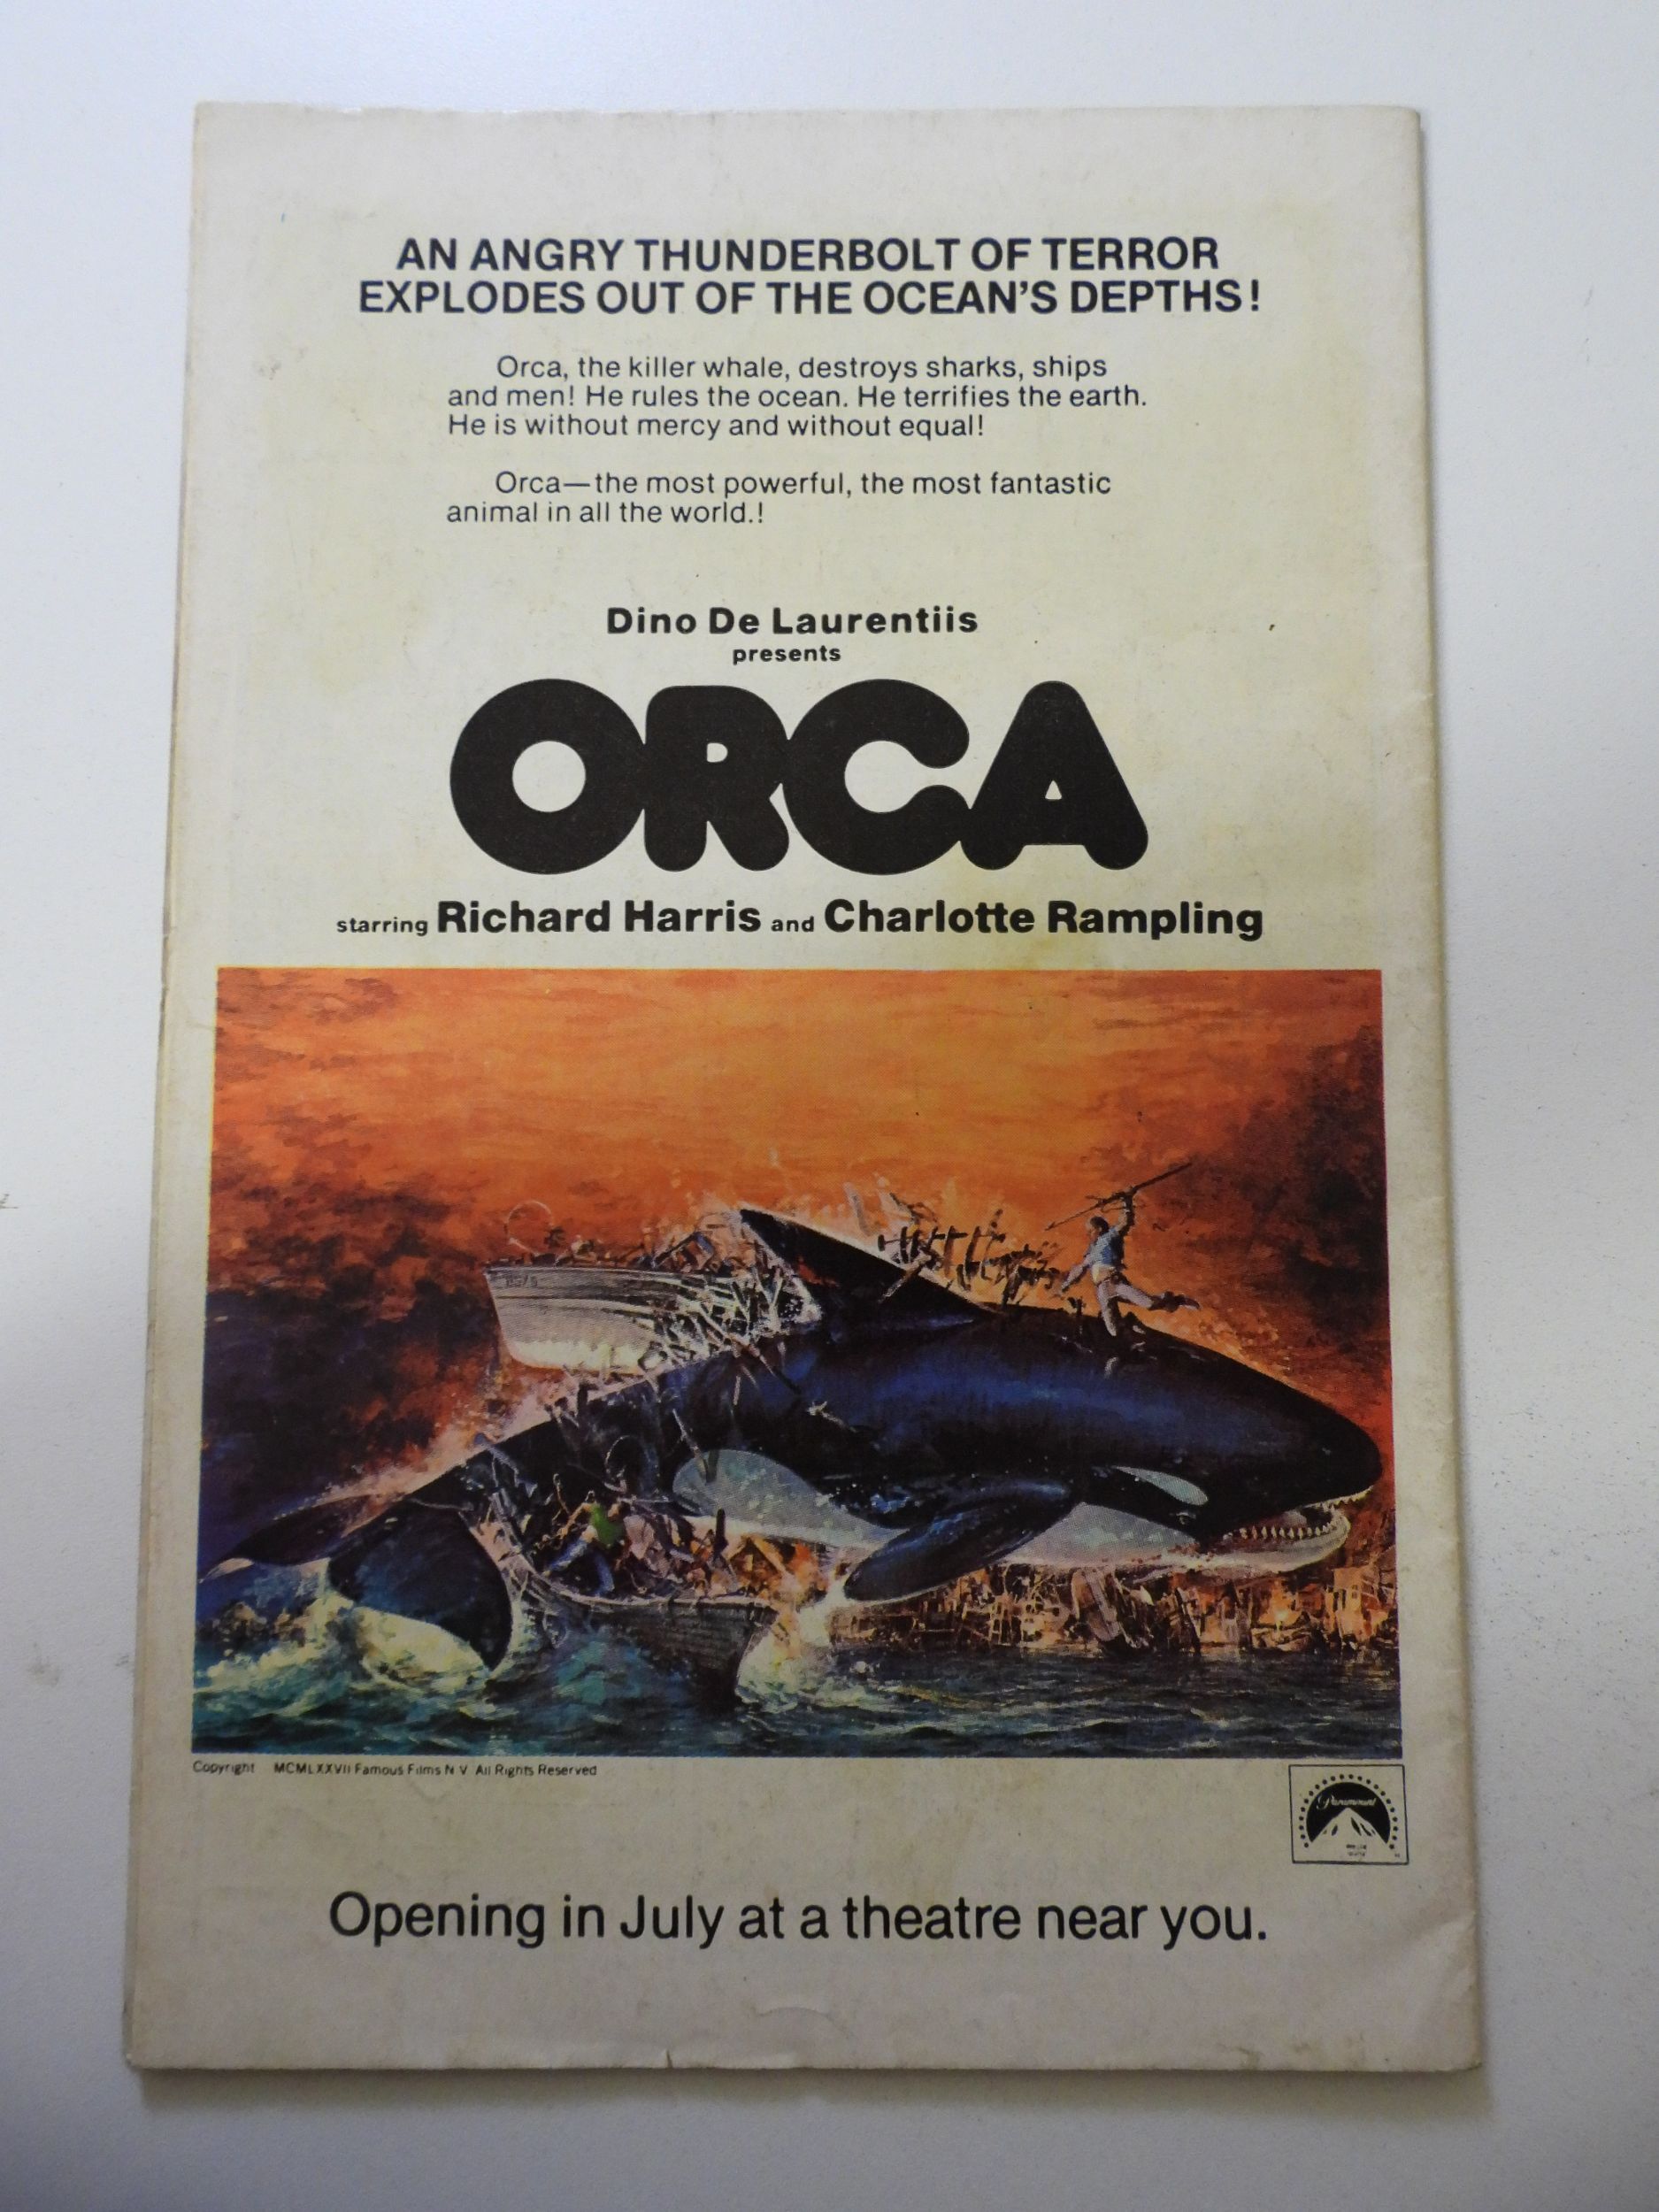 AN ANGRY THUNDERBOLT OF TERROR
EXPLODES OUT OF THE OCEAN'S DEPTHS!
Orca, the killer whale, destroys sharks, ships
and men! He rules the ocean. He terrifies the earth.
He is without mercy and without equal!
Orca—the most powerful, the most fantastic
animal in all the world.!
Dino De Laurentiis
presents
ORCA
starring Richard Harris and Charlotte Rampling
Copyright MCMLXXVII Famous Films N V All Rights Reserved
Paramount
Opening in July at a theatre near you.